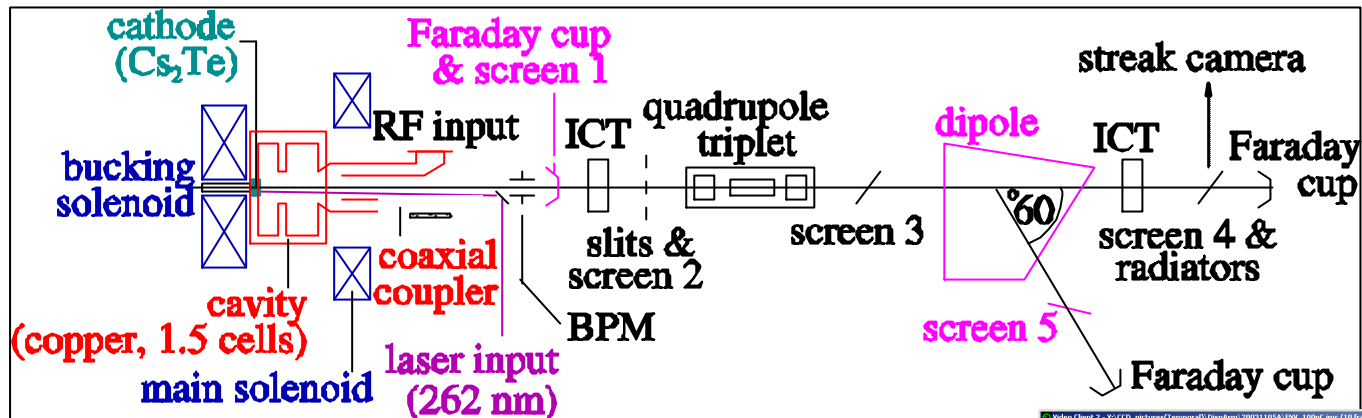 cathode
(Cs₂Te)
Faraday cup
& screen 1
streak camera
RF input
ICT
quadrupole
triplet
dipole
ICT
Faraday
cup
bucking
solenoid
°60
slits &
screen 2
screen 3
screen 4 &
radiators
coaxial
coupler
cavity
(copper, 1.5 cells)
BPM
screen 5
main solenoid
laser input
(262 nm)
Faraday cup